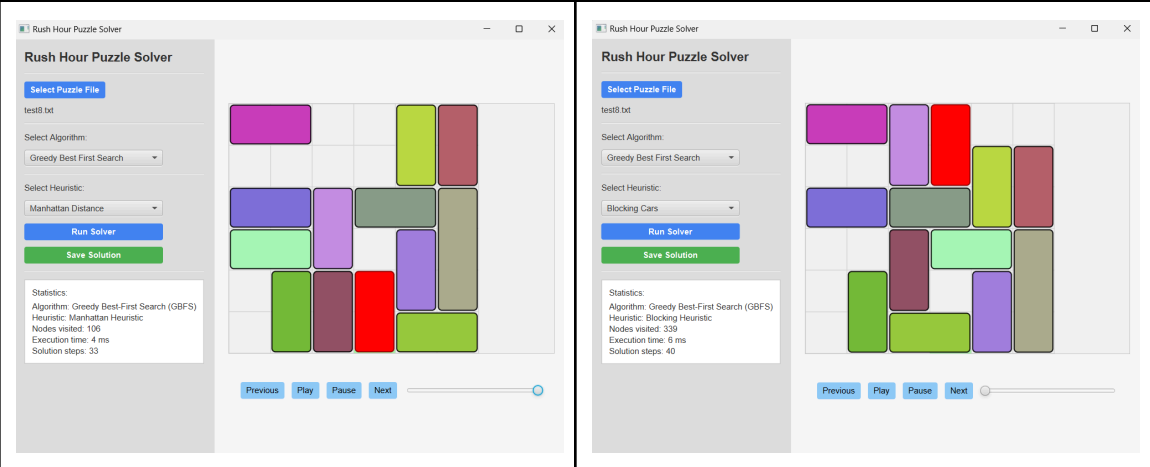 Rush Hour Puzzle Solver
Rush Hour Puzzle Solver
Select Puzzle File
test8.txt
Select Algorithm:
Greedy Best First Search
Select Heuristic:
Manhattan Distance
Run Solver
Save Solution
Statistics:
Algorithm: Greedy Best-First Search (GBFS)
Heuristic: Manhattan Heuristic
Nodes visited: 106
Execution time: 4 ms
Solution steps: 33
Previous Play Pause Next
Rush Hour Puzzle Solver
Rush Hour Puzzle Solver
Select Puzzle File
test8.txt
Select Algorithm:
Greedy Best First Search
Select Heuristic:
Blocking Cars
Run Solver
Save Solution
Statistics:
Algorithm: Greedy Best-First Search (GBFS)
Heuristic: Blocking Heuristic
Nodes visited: 339
Execution time: 6 ms
Solution steps: 40
Previous Play Pause Next